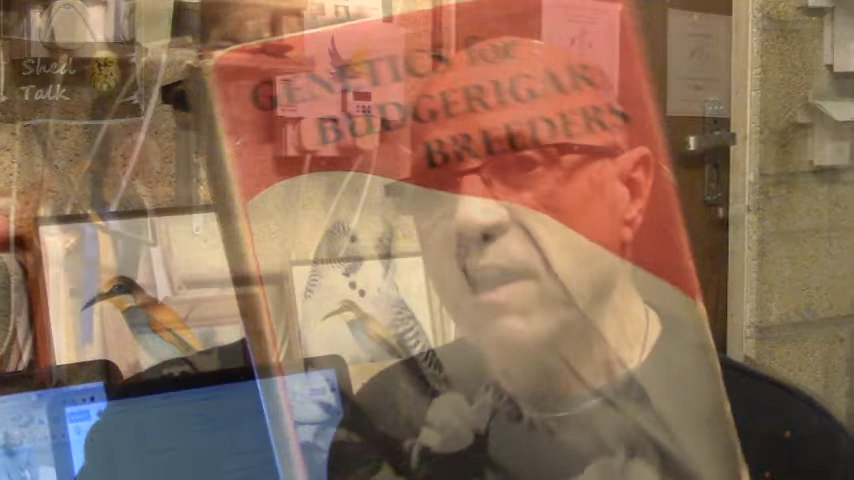 Shed
Talk
GENETICS for
BUDGERIGAR
BREEDERS